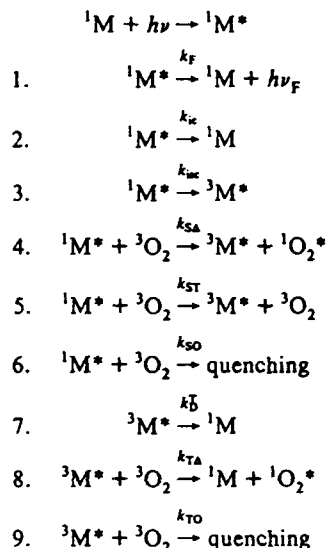 ¹M + hν → ¹M*
1. ¹M* →(k_F) ¹M + hν_F
2. ¹M* →(k_ic) ¹M
3. ¹M* →(k_isc) ³M*
4. ¹M* + ³O₂ →(k_SΔ) ³M* + ¹O₂*
5. ¹M* + ³O₂ →(k_ST) ³M* + ³O₂
6. ¹M* + ³O₂ →(k_SO) quenching
7. ³M* →(k_D^T) ¹M
8. ³M* + ³O₂ →(k_TΔ) ¹M + ¹O₂*
9. ³M* + ³O₂ →(k_TO) quenching